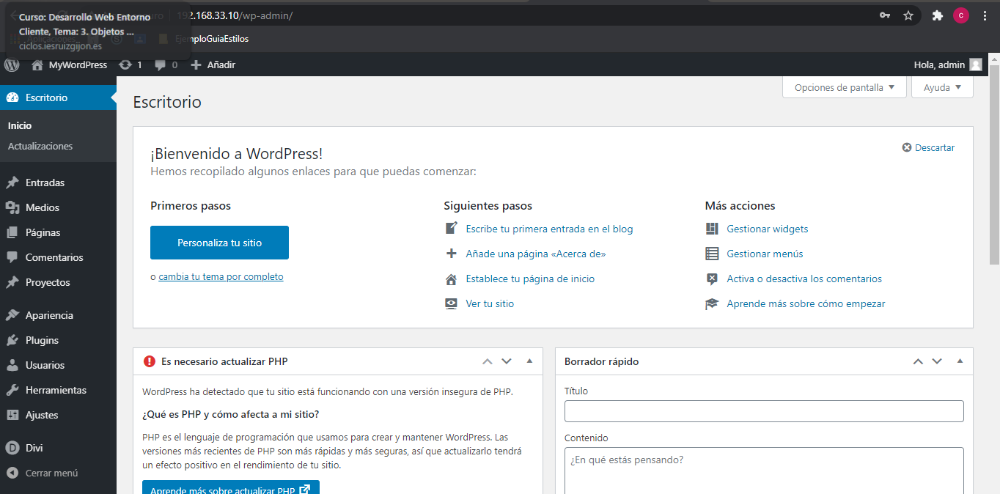 Curso: Desarrollo Web Entorno
Cliente, Tema: 3. Objetos ...
ciclos.iesruizgijon.es
192.168.33.10/wp-admin/
C
Aplicaciones
EjemploGuiaEstilos
MyWordPress
1
0
Añadir
Hola, admin
Escritorio
Inicio
Actualizaciones
Entradas
Medios
Páginas
Comentarios
Proyectos
Apariencia
Plugins
Usuarios
Herramientas
Ajustes
D Divi
Cerrar menú
Escritorio
Opciones de pantalla
Ayuda
¡Bienvenido a WordPress!
Descartar
Hemos recopilado algunos enlaces para que puedas comenzar:
Primeros pasos
Personaliza tu sitio
o cambia tu tema por completo
Siguientes pasos
Escribe tu primera entrada en el blog
Añade una página «Acerca de»
Establece tu página de inicio
Ver tu sitio
Más acciones
Gestionar widgets
Gestionar menús
Activa o desactiva los comentarios
Aprende más sobre cómo empezar
Es necesario actualizar PHP
WordPress ha detectado que tu sitio está funcionando con una versión insegura de PHP.
¿Qué es PHP y cómo afecta a mi sitio?
PHP es el lenguaje de programación que usamos para crear y mantener WordPress. Las
versiones más recientes de PHP son más rápidas y más seguras, así que actualizarlo tendrá
un efecto positivo en el rendimiento de tu sitio.
Aprende más sobre actualizar PHP
Borrador rápido
Título
Contenido
¿En qué estás pensando?